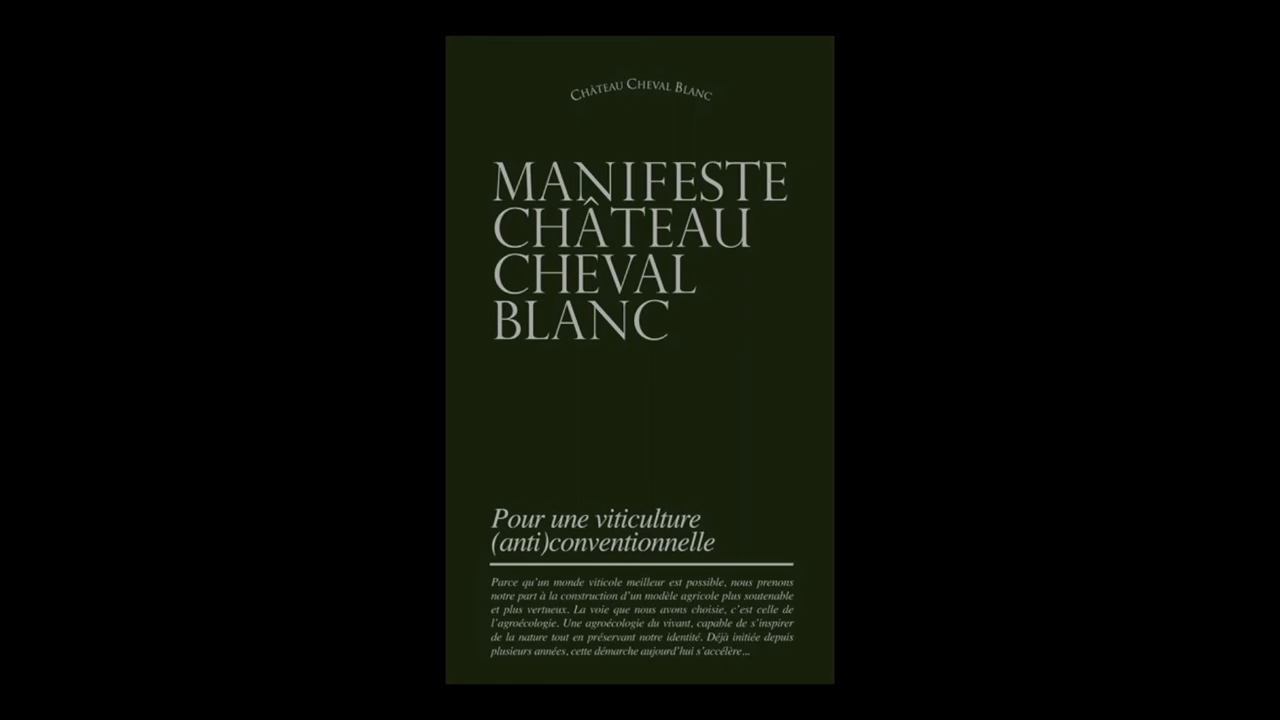 CHÂTEAU CHEVAL BLANC
MANIFESTE
CHÂTEAU
CHEVAL
BLANC
Pour une viticulture
(anti)conventionnelle
Parce qu'un monde viticole meilleur est possible, nous prenons
notre part à la construction d'un modèle agricole plus soutenable
et plus vertueux. La voie que nous avons choisie, c'est celle de
l'agroécologie. Une agroécologie du vivant, capable de s'inspirer
de la nature tout en préservant notre identité. Déjà initiée depuis
plusieurs années, cette démarche aujourd'hui s'accélère...